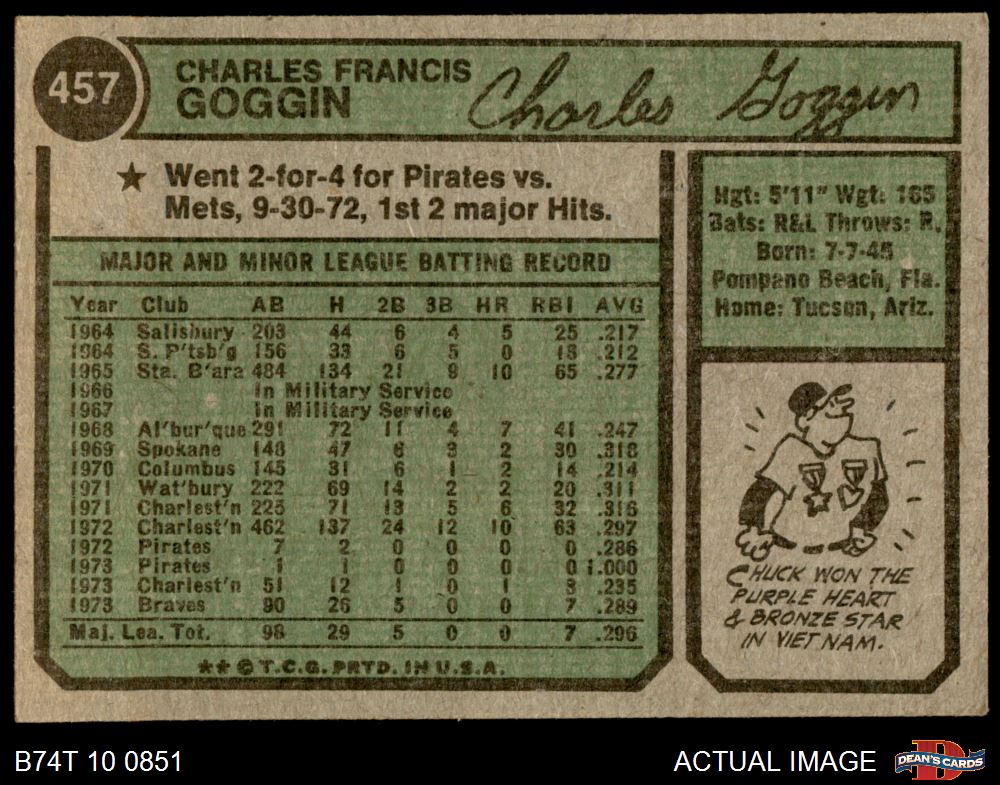 457
CHARLES FRANCIS
GOGGIN
Charles Goggin
★ Went 2-for-4 for Pirates vs.
Mets, 9-30-72, 1st 2 major Hits.
MAJOR AND MINOR LEAGUE BATTING RECORD
Year Club AB H 2B 3B HR RBI AVG
1964 Salisbury 203 44 6 4 5 25 .217
1964 S. P'tsb'g 156 33 6 5 0 18 .212
1965 Sta. B'ara 484 134 21 9 10 65 .277
1966 In Military Service
1967 In Military Service
1968 Al'bur'que 291 72 11 4 7 41 .247
1969 Spokane 148 47 6 3 2 30 .318
1970 Columbus 145 31 6 1 2 14 .214
1971 Wat'bury 222 69 14 2 2 20 .311
1971 Charlest'n 225 71 13 5 6 32 .316
1972 Charlest'n 462 137 24 12 10 63 .297
1972 Pirates 7 2 0 0 0 0 .286
1973 Pirates 1 1 0 0 0 0 1.000
1973 Charlest'n 51 12 1 0 1 3 .235
1973 Braves 90 26 5 0 0 7 .289
Maj. Lea. Tot. 98 29 5 0 0 7 .296
★★ © T.C.G. PRTD. IN U.S.A.
Hgt: 5'11" Wgt: 165
Bats: R&L Throws: R.
Born: 7-7-45
Pompano Beach, Fla.
Home: Tucson, Ariz.
CHUCK WON THE
PURPLE HEART
& BRONZE STAR
IN VIET NAM.
B74T 10 0851
ACTUAL IMAGE
DEAN'S CARDS